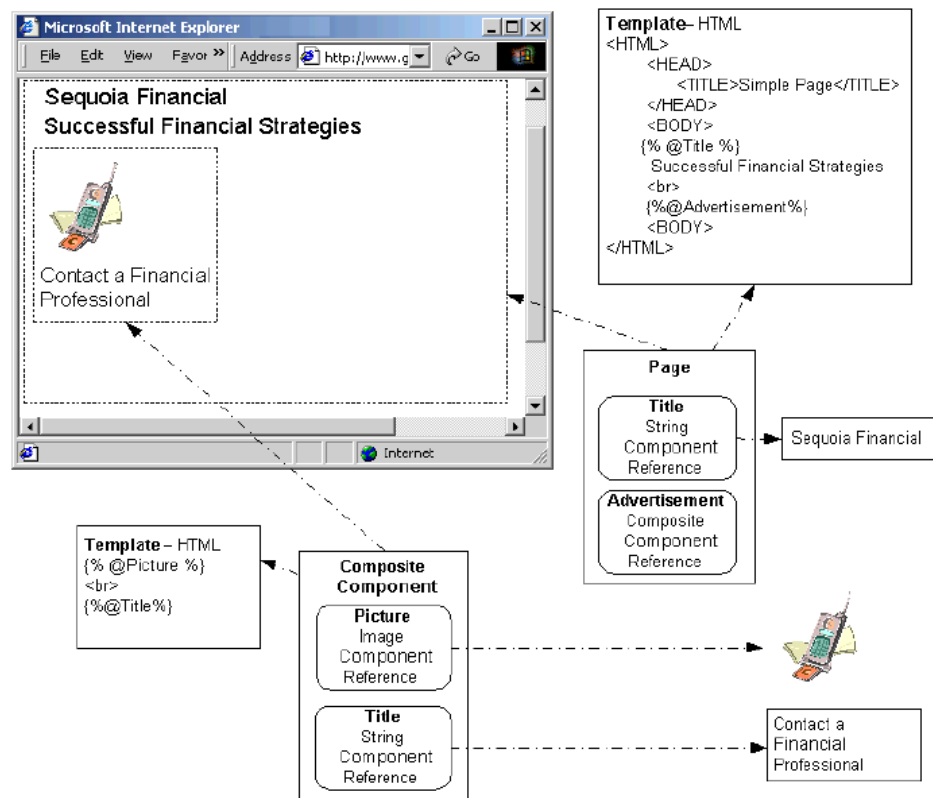 Microsoft Internet Explorer
File Edit View Favor » Address http://www.g Go
Sequoia Financial
Successful Financial Strategies
Contact a Financial
Professional
Internet
Template– HTML
<HTML>
<HEAD>
<TITLE>Simple Page</TITLE>
</HEAD>
<BODY>
{% @Title %}
Successful Financial Strategies
<br>
{%@Advertisement%}
<BODY>
</HTML>
Page
Title
String
Component
Reference
Advertisement
Composite
Component
Reference
Sequoia Financial
Template – HTML
{% @Picture %}
<br>
{%@Title%}
Composite
Component
Picture
Image
Component
Reference
Title
String
Component
Reference
Contact a
Financial
Professional